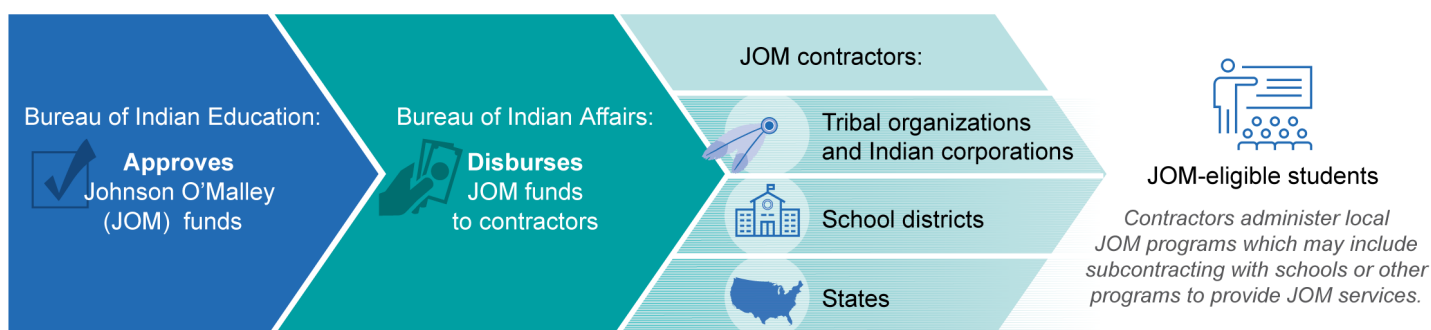 Bureau of Indian Education:
Approves
Johnson O’Malley
(JOM) funds
Bureau of Indian Affairs:
Disburses
JOM funds
to contractors
JOM contractors:
Tribal organizations
and Indian corporations
School districts
States
JOM-eligible students
Contractors administer local
JOM programs which may include
subcontracting with schools or other
programs to provide JOM services.